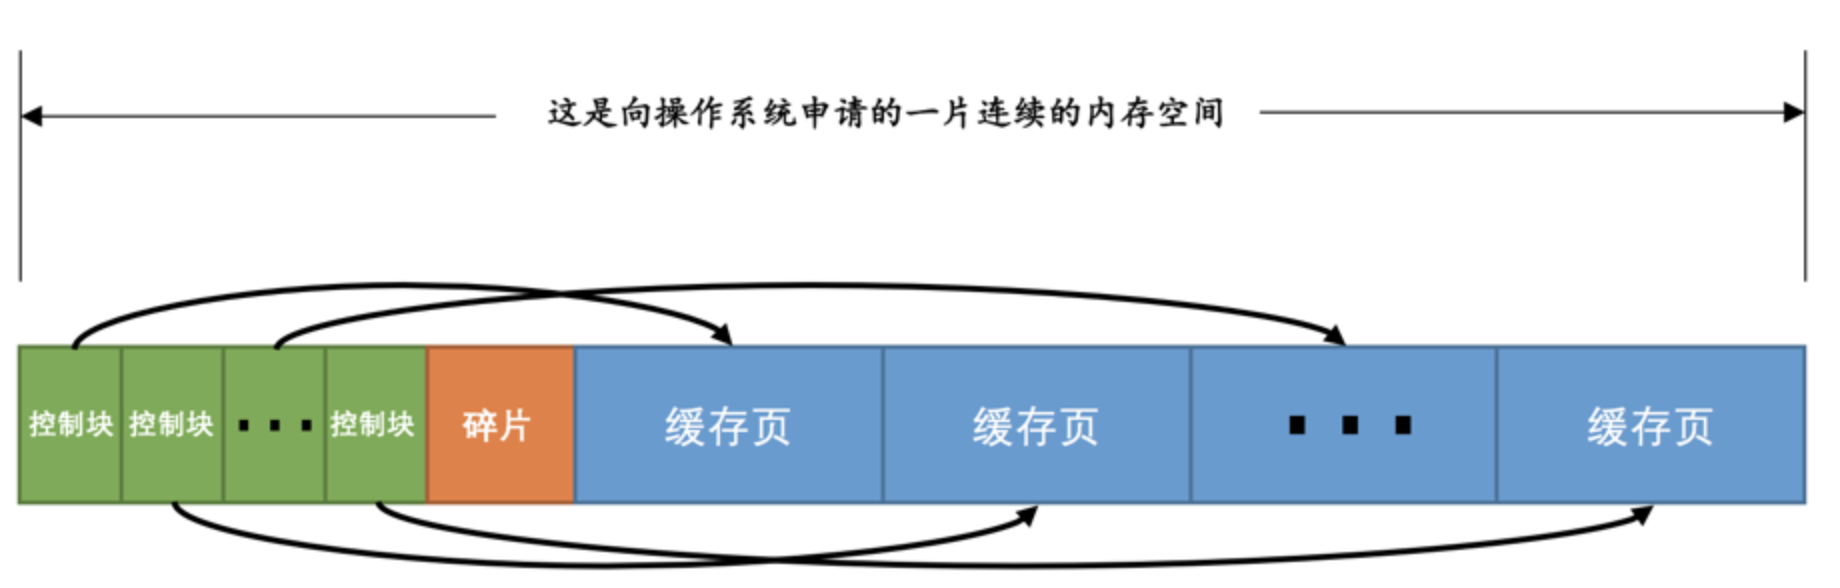 这是向操作系统申请的一片连续的内存空间
控制块 控制块 ... 控制块 碎片 缓存页 缓存页 ... 缓存页